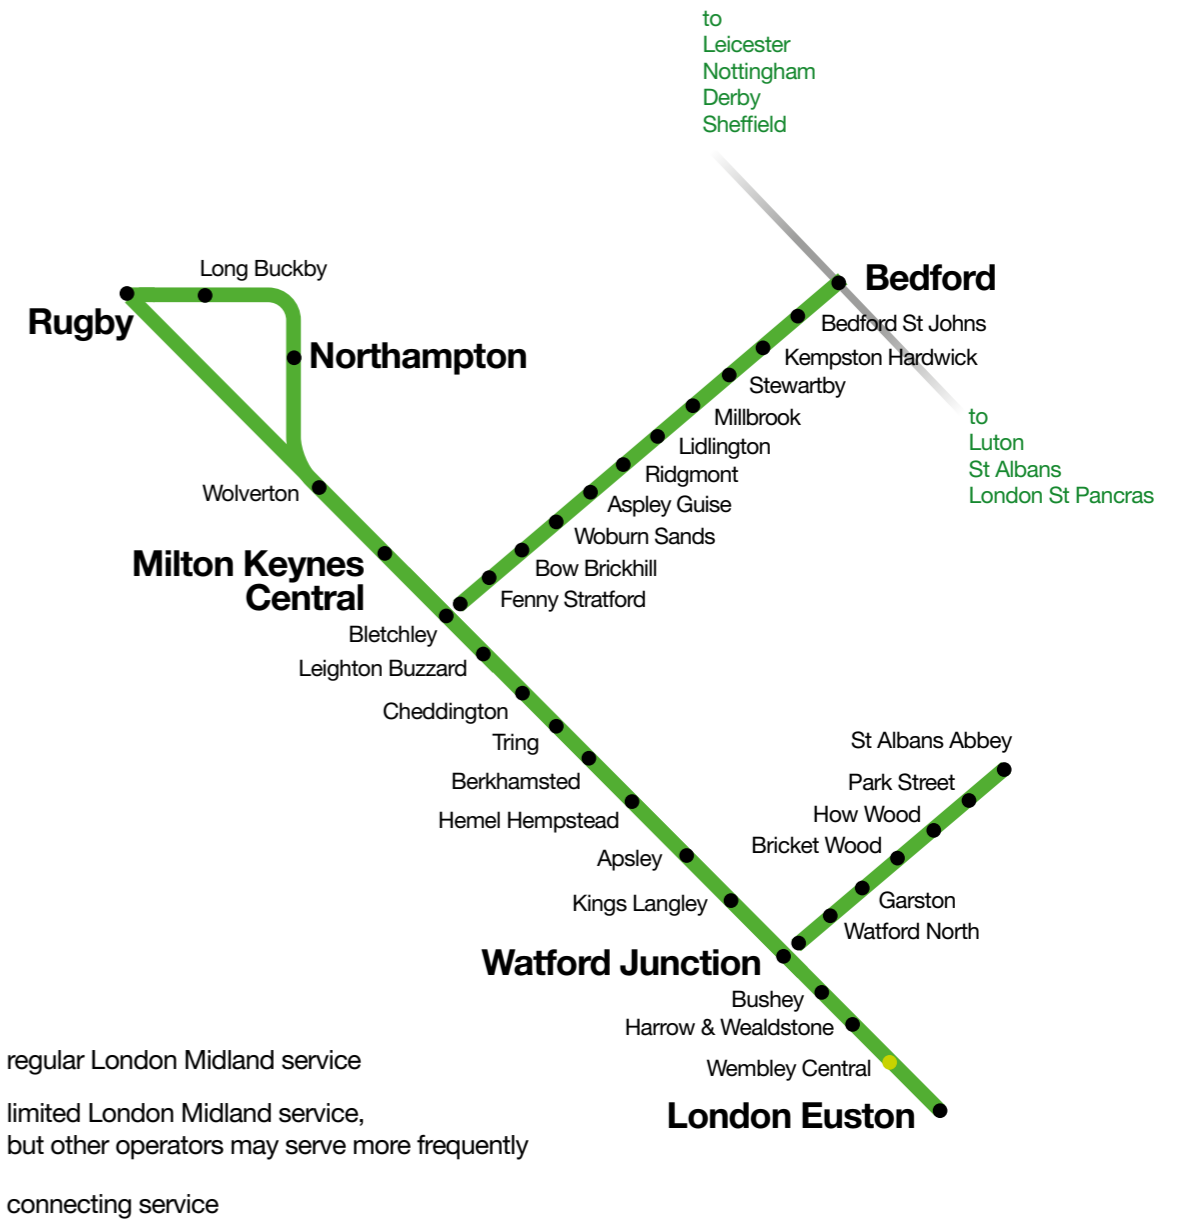 to
Leicester
Nottingham
Derby
Sheffield
Long Buckby
Rugby
Northampton
Bedford
Bedford St Johns
Kempston Hardwick
Stewartby
Millbrook
Lidlington
Ridgmont
Aspley Guise
Woburn Sands
Bow Brickhill
Fenny Stratford
to
Luton
St Albans
London St Pancras
Wolverton
Milton Keynes
Central
Bletchley
Leighton Buzzard
Cheddington
Tring
Berkhamsted
Hemel Hempstead
Apsley
Kings Langley
St Albans Abbey
Park Street
How Wood
Bricket Wood
Garston
Watford North
Watford Junction
Bushey
Harrow & Wealdstone
Wembley Central
London Euston
regular London Midland service
limited London Midland service,
but other operators may serve more frequently
connecting service